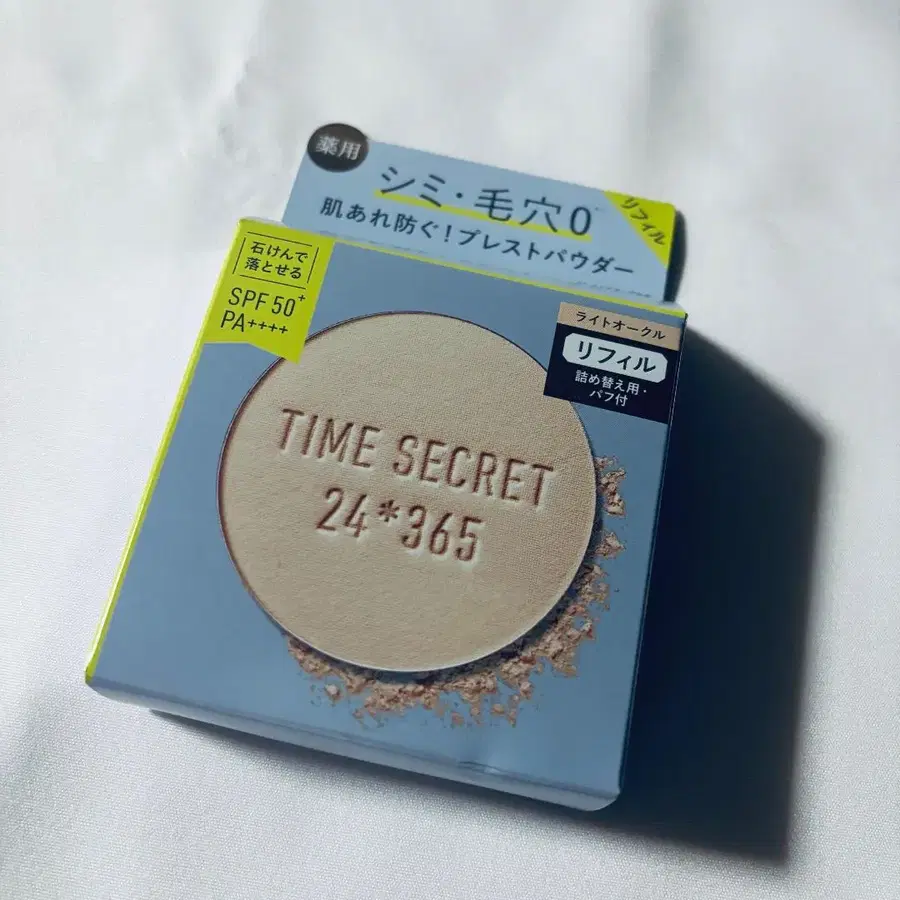 薬用
シミ・毛穴0
リフィル
肌あれ防ぐ!プレストパウダー
石けんで
落とせる
SPF 50+
PA++++
ライトオークル
リフィル
詰め替え用・
パフ付
TIME SECRET
24*365